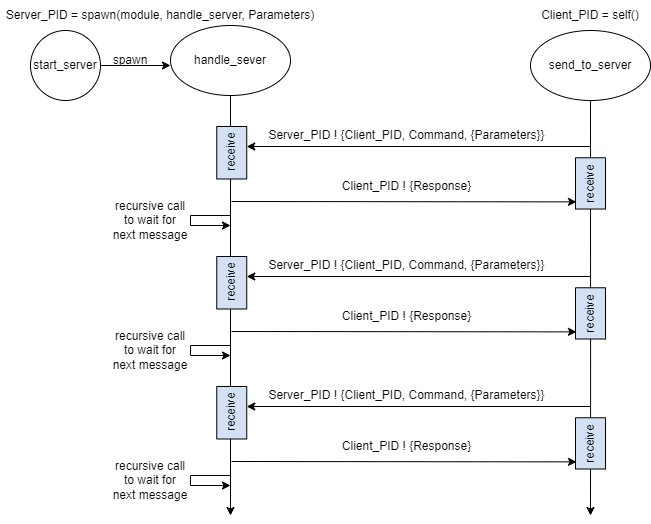 Server_PID = spawn(module, handle_server, Parameters)
Client_PID = self()
start_server
spawn
handle_sever
send_to_server
Server_PID ! {Client_PID, Command, {Parameters}}
receive
receive
Client_PID ! {Response}
recursive call
to wait for
next message
Server_PID ! {Client_PID, Command, {Parameters}}
receive
receive
Client_PID ! {Response}
recursive call
to wait for
next message
Server_PID ! {Client_PID, Command, {Parameters}}
receive
receive
Client_PID ! {Response}
recursive call
to wait for
next message